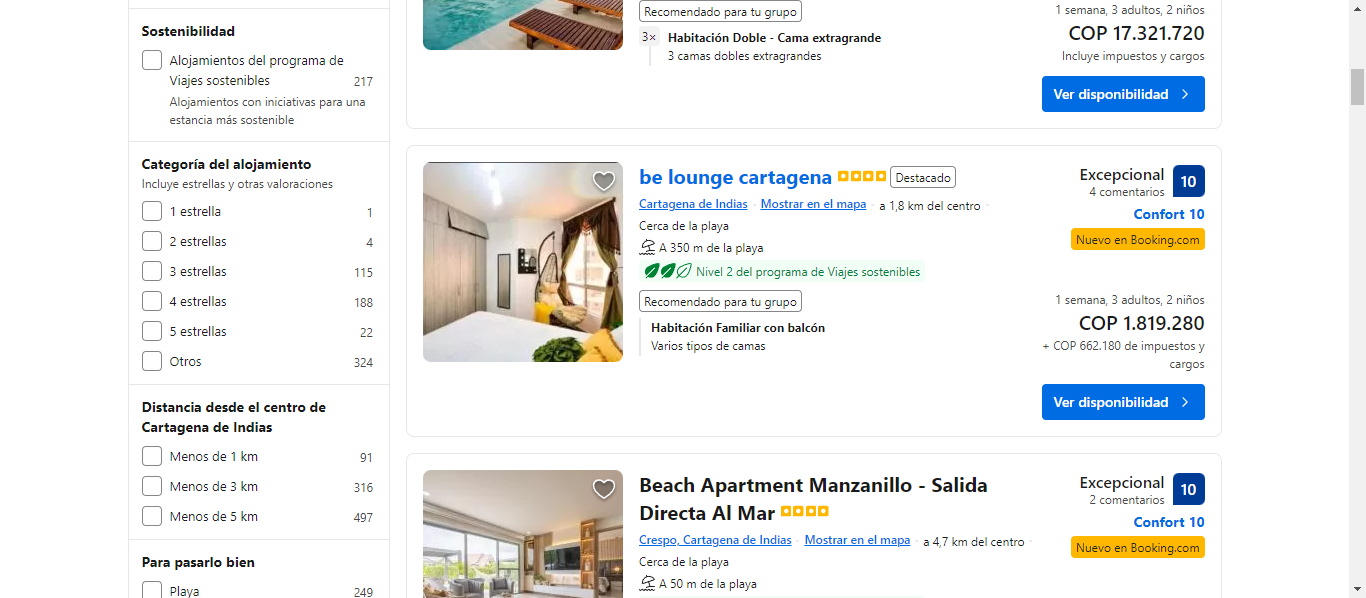 Sostenibilidad
Alojamientos del programa de
Viajes sostenibles 217
Alojamientos con iniciativas para una
estancia más sostenible
Categoría del alojamiento
Incluye estrellas y otras valoraciones
1 estrella 1
2 estrellas 4
3 estrellas 115
4 estrellas 188
5 estrellas 22
Otros 324
Distancia desde el centro de
Cartagena de Indias
Menos de 1 km 91
Menos de 3 km 316
Menos de 5 km 497
Para pasarlo bien
Playa 249
Recomendado para tu grupo
3× Habitación Doble - Cama extragrande
3 camas dobles extragrandes
1 semana, 3 adultos, 2 niños
COP 17.321.720
Incluye impuestos y cargos
Ver disponibilidad
be lounge cartagena Destacado
Cartagena de Indias · Mostrar en el mapa · a 1,8 km del centro ·
Cerca de la playa
A 350 m de la playa
Nivel 2 del programa de Viajes sostenibles
Recomendado para tu grupo
Habitación Familiar con balcón
Varios tipos de camas
Excepcional 10
4 comentarios
Confort 10
Nuevo en Booking.com
1 semana, 3 adultos, 2 niños
COP 1.819.280
+ COP 662.180 de impuestos y
cargos
Ver disponibilidad
Beach Apartment Manzanillo - Salida
Directa Al Mar
Crespo, Cartagena de Indias · Mostrar en el mapa · a 4,7 km del centro ·
Cerca de la playa
A 50 m de la playa
Excepcional 10
2 comentarios
Confort 10
Nuevo en Booking.com